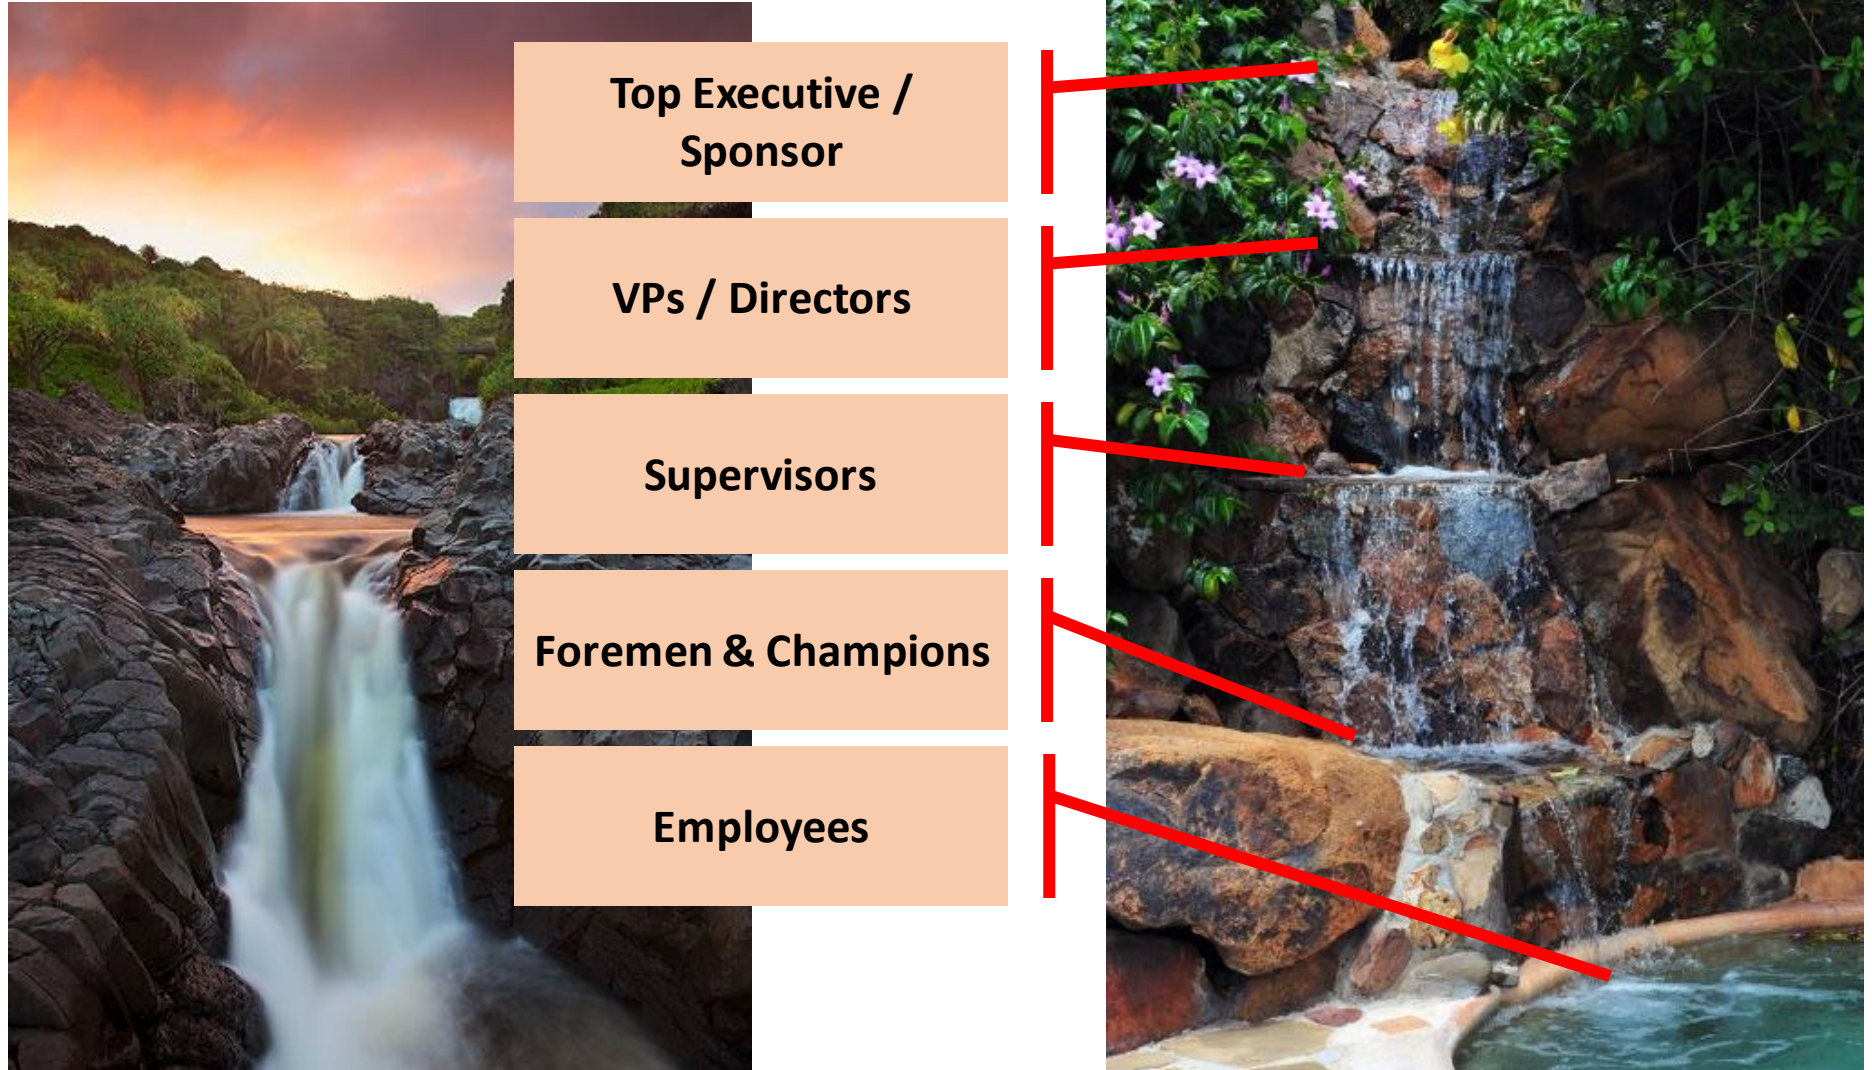 Top Executive /
Sponsor
VPs / Directors
Supervisors
Foremen & Champions
Employees